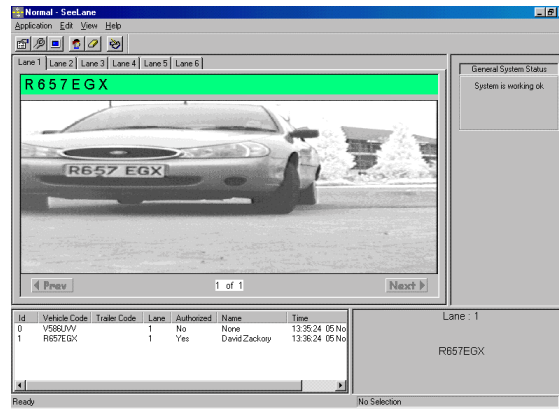 Normal - SeeLane
Application Edit View Help
Lane 1 Lane 2 Lane 3 Lane 4 Lane 5 Lane 6
R657EGX
R657 EGX
Prev 1 of 1 Next
General System Status
System is working ok
Id Vehicle Code Trailer Code Lane Authorized Name Time
0 V586UVV 1 No None 13:35:24 05 No
1 R657EGX 1 Yes David Zackory 13:36:24 05 No
Lane : 1
R657EGX
Ready
No Selection